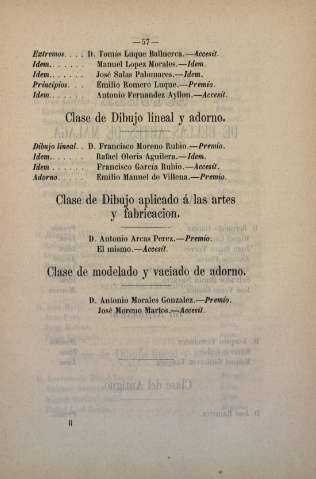 —57—
Extremos. . . . D. Tomás Luque Balluerca.—Accesit.
Idem. . . . . . . Manuel Lopez Morales.—Idem.
Idem. . . . . . . José Salas Palomares.—Idem.
Principios. . . Emilio Romero Luque.—Premio.
Idem. . . . . . . Antonio Fernandez Ayllon.—Accesit.
Clase de Dibujo lineal y adorno.
Dibujo lineal. . D. Francisco Moreno Rubio.—Premio.
Idem. . . . . . . Rafael Oloris Aguilera.—Idem.
Idem . . . . . . . Francisco García Rubio.—Accesit.
Adorno. . . . . Emilio Manuel de Villena.—Premio.
Clase de Dibujo aplicado á las artes
y fabricacion.
D. Antonio Arcas Perez.—Premio.
El mismo.—Accesit.
Clase de modelado y vaciado de adorno.
D. Antonio Morales Gonzalez.—Premio.
José Moreno Martos.—Accesit.
8